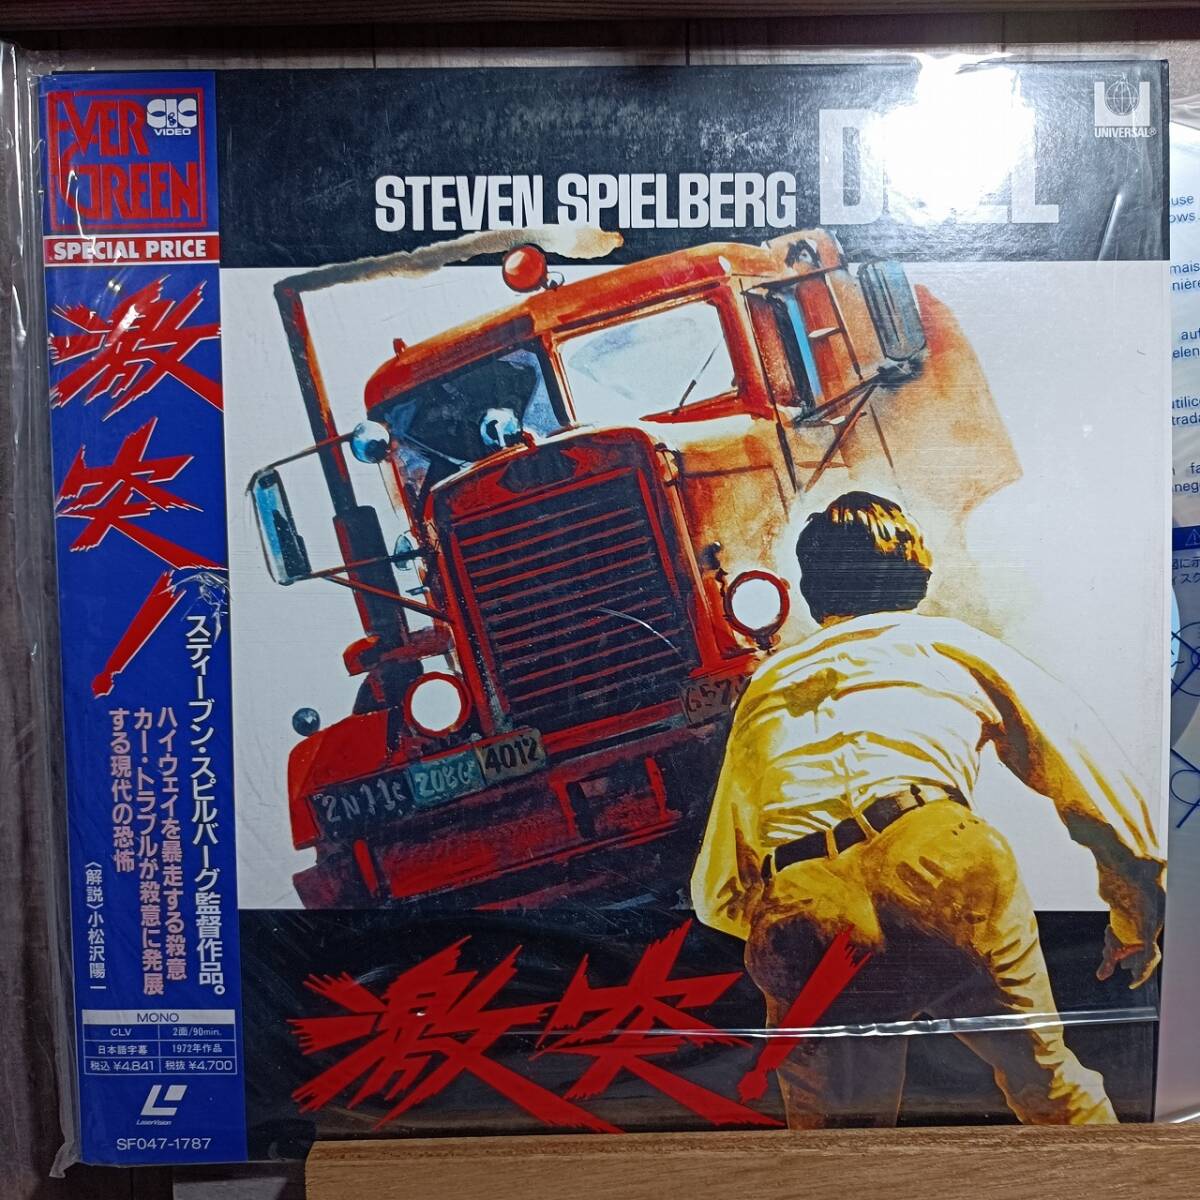 EVER
GREEN
CIC
VIDEO
SPECIAL PRICE
激突!
スティーブン・スピルバーグ監督作品。
ハイウェイを暴走する殺意
カー・トラブルが殺意に発展
する現代の恐怖
〈解説〉小松沢陽一
MONO
CLV 2面/90min.
日本語字幕 1972年作品
税込 ¥4,841 税抜 ¥4,700
LaserVision
SF047-1787
STEVEN SPIELBERG DUEL
UNIVERSAL®
2N11c
2086
4012
激突!